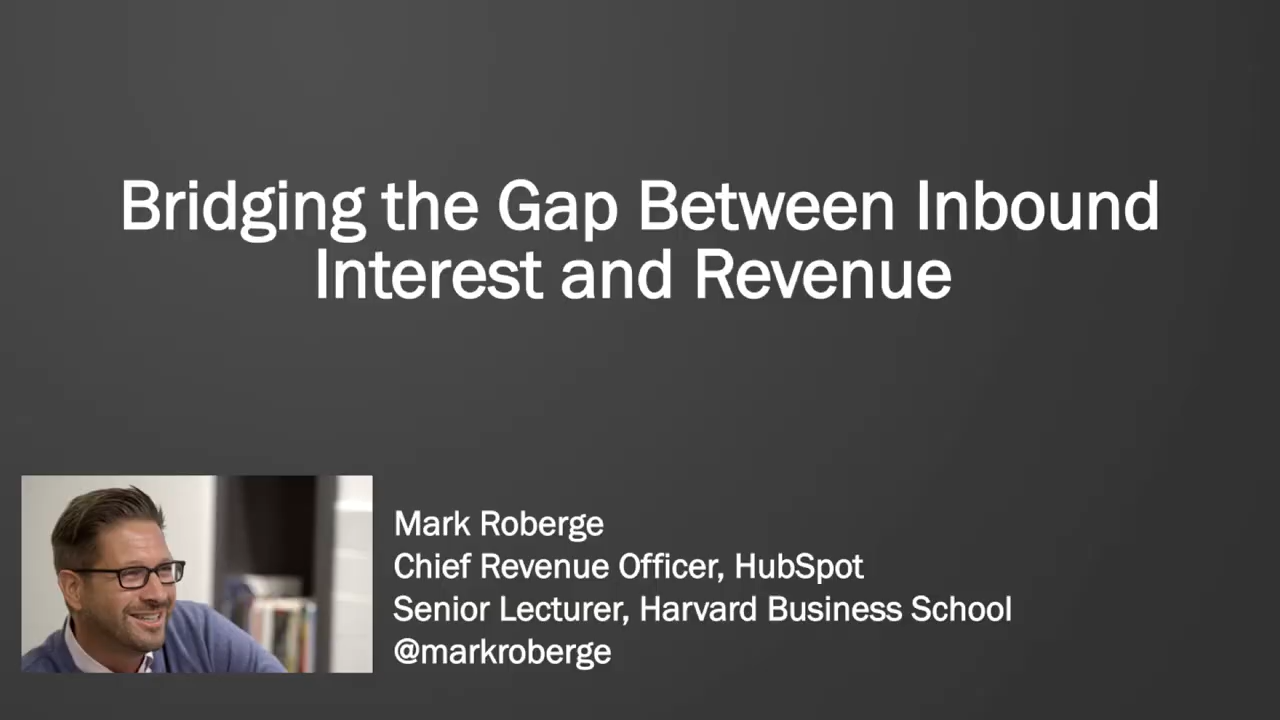 Bridging the Gap Between Inbound
Interest and Revenue
Mark Roberge
Chief Revenue Officer, HubSpot
Senior Lecturer, Harvard Business School
@markroberge